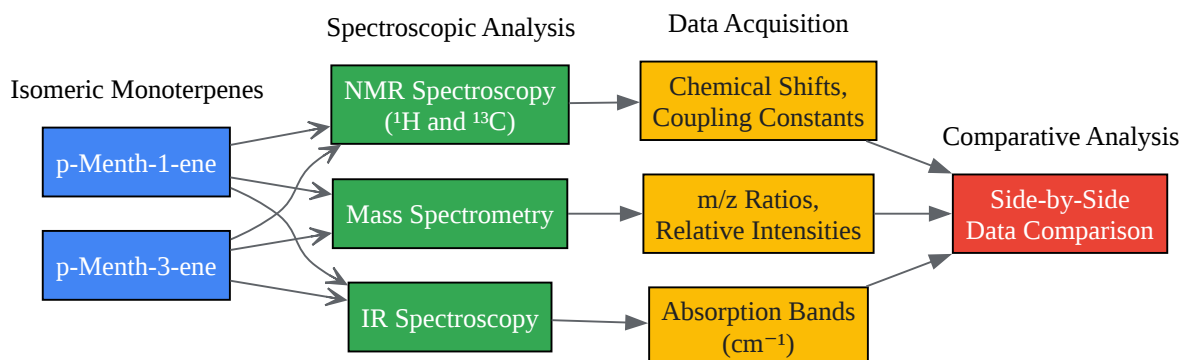 Spectroscopic Analysis
Data Acquisition
Isomeric Monoterpenes
NMR Spectroscopy
(¹H and ¹³C)
Chemical Shifts,
Coupling Constants
Comparative Analysis
p-Menth-1-ene
Mass Spectrometry
m/z Ratios,
Relative Intensities
Side-by-Side
Data Comparison
p-Menth-3-ene
IR Spectroscopy
Absorption Bands
(cm⁻¹)